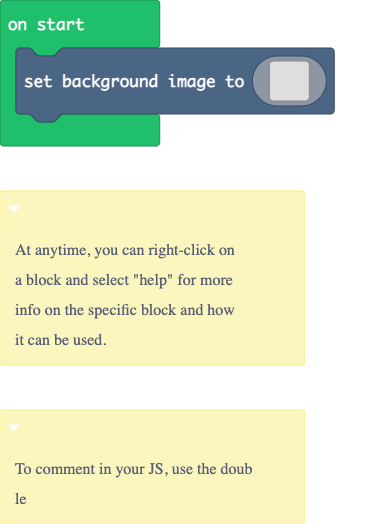 on start
set background image to
At anytime, you can right-click on
a block and select "help" for more
info on the specific block and how
it can be used.
To comment in your JS, use the doub
le